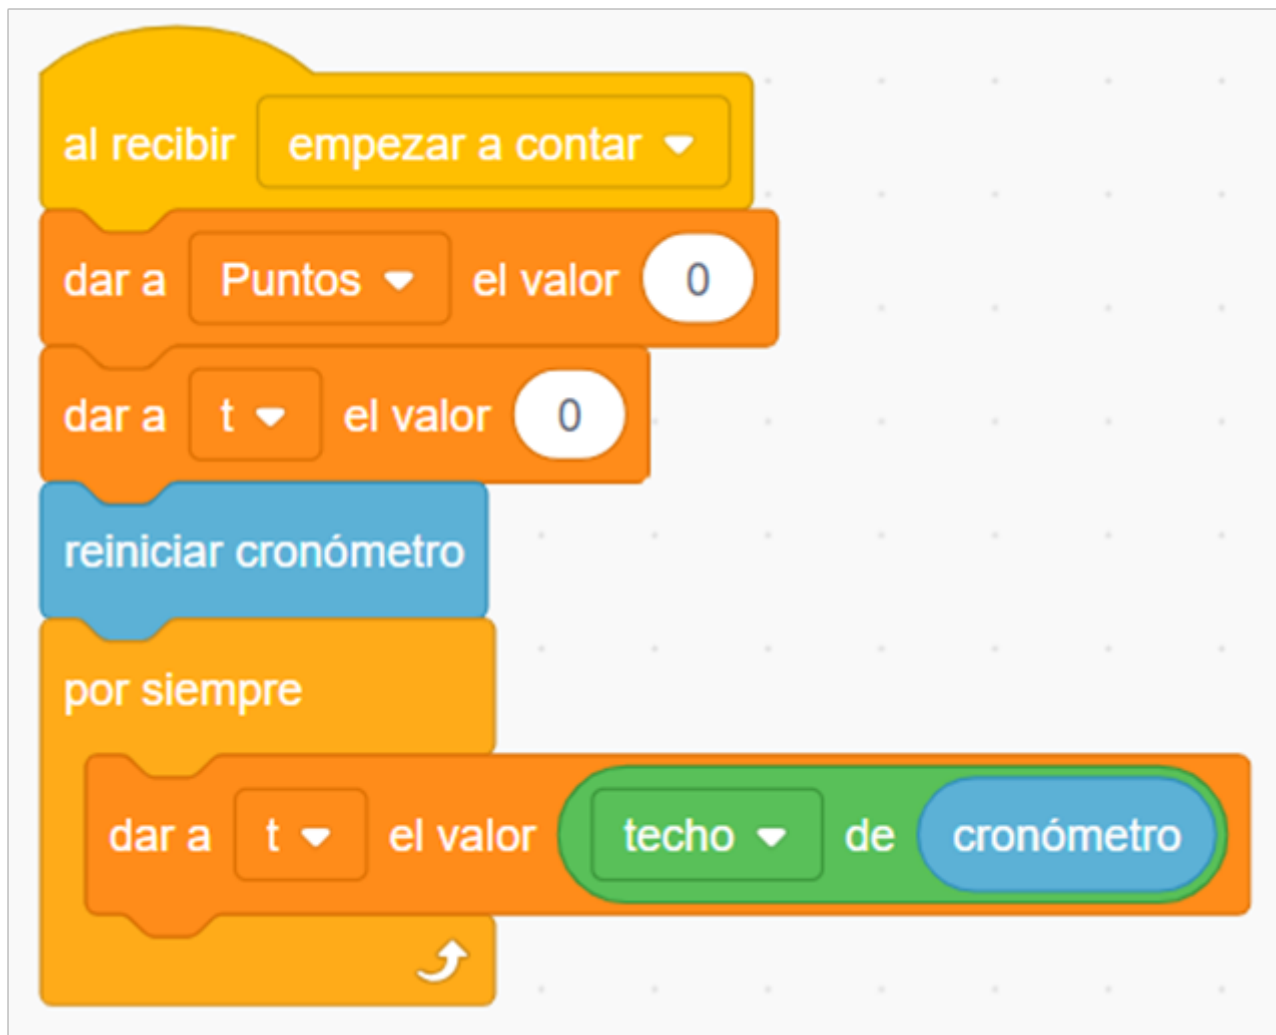 al recibir empezar a contar
dar a Puntos el valor 0
dar a t el valor 0
reiniciar cronómetro
por siempre
dar a t el valor techo de cronómetro